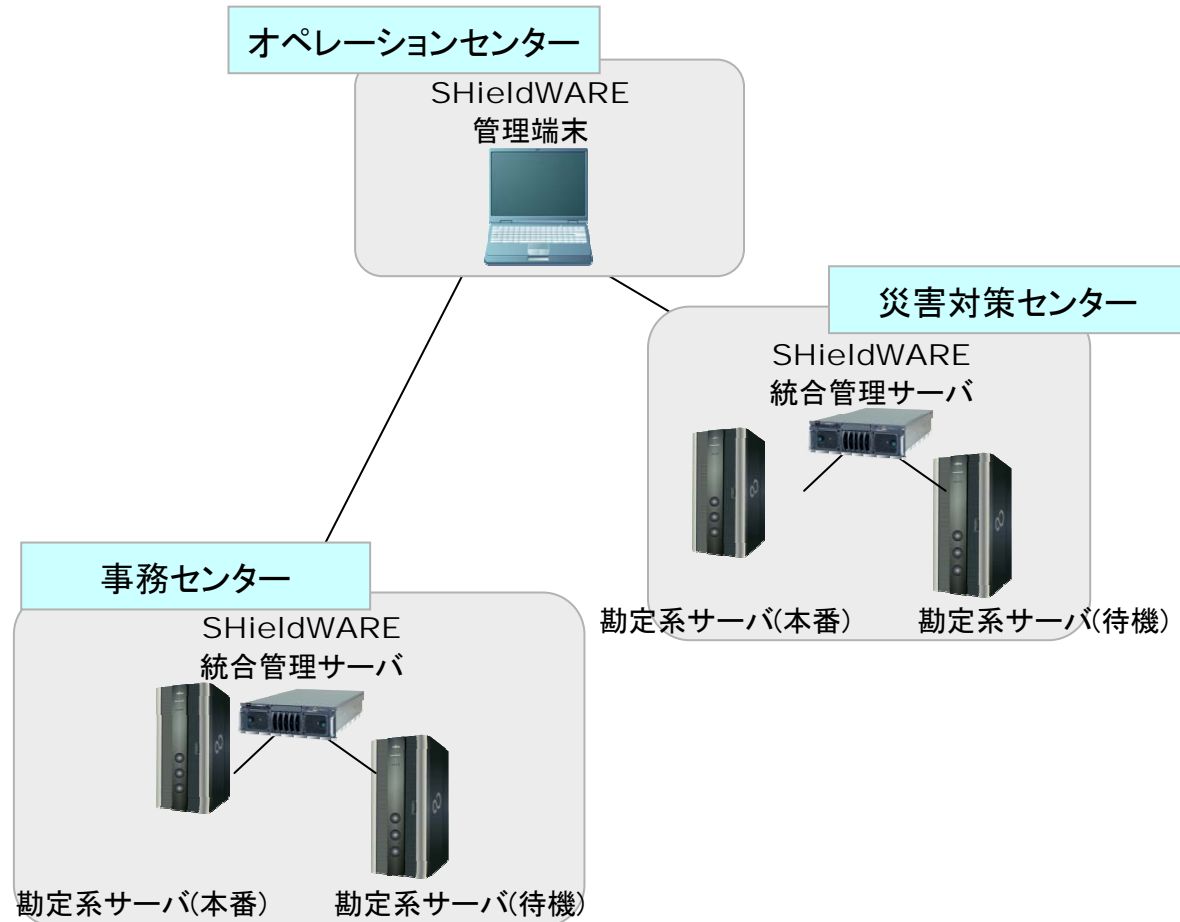 オペレーションセンター
SHieldWARE
管理端末
災害対策センター
SHieldWARE
統合管理サーバ
勘定系サーバ(本番)
勘定系サーバ(待機)
事務センター
SHieldWARE
統合管理サーバ
勘定系サーバ(本番)
勘定系サーバ(待機)